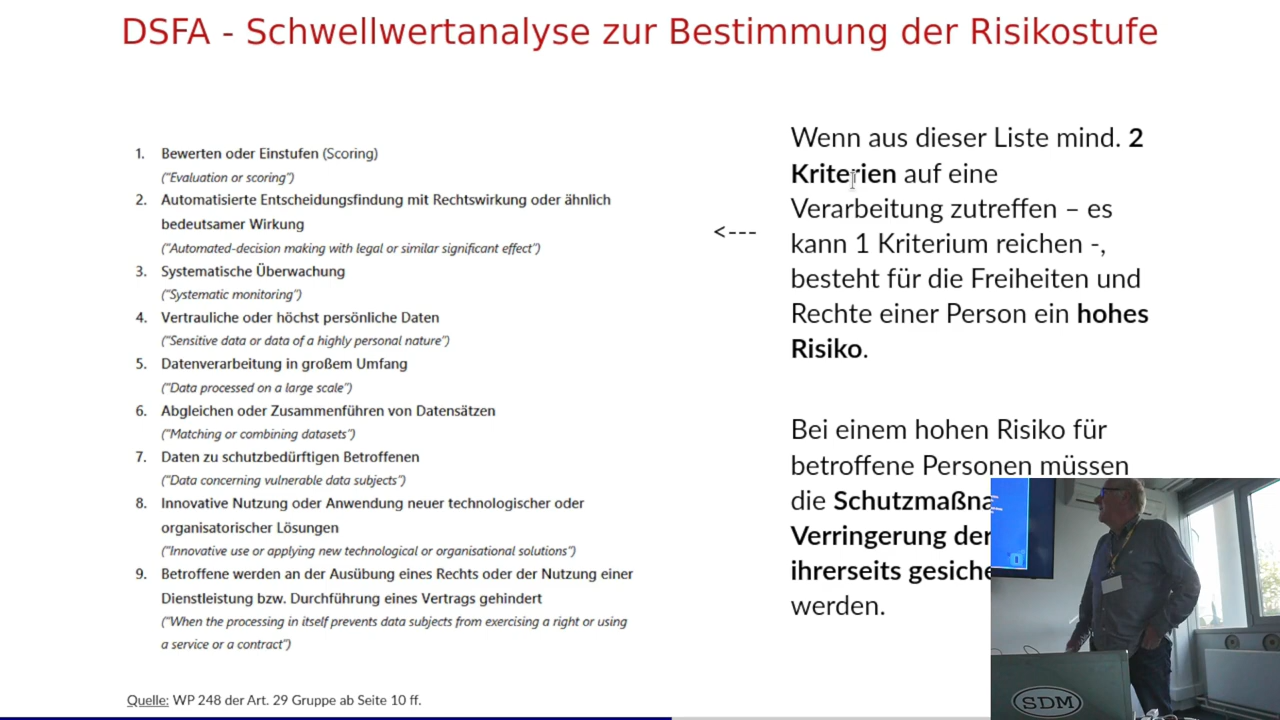 DSFA - Schwellwertanalyse zur Bestimmung der Risikostufe
1. Bewerten oder Einstufen (Scoring)
("Evaluation or scoring")
2. Automatisierte Entscheidungsfindung mit Rechtswirkung oder ähnlich
bedeutsamer Wirkung
("Automated-decision making with legal or similar significant effect")
3. Systematische Überwachung
("Systematic monitoring")
4. Vertrauliche oder höchst persönliche Daten
("Sensitive data or data of a highly personal nature")
5. Datenverarbeitung in großem Umfang
("Data processed on a large scale")
6. Abgleichen oder Zusammenführen von Datensätzen
("Matching or combining datasets")
7. Daten zu schutzbedürftigen Betroffenen
("Data concerning vulnerable data subjects")
8. Innovative Nutzung oder Anwendung neuer technologischer oder
organisatorischer Lösungen
("Innovative use or applying new technological or organisational solutions")
9. Betroffene werden an der Ausübung eines Rechts oder der Nutzung einer
Dienstleistung bzw. Durchführung eines Vertrags gehindert
("When the processing in itself prevents data subjects from exercising a right or using
a service or a contract")
Quelle: WP 248 der Art. 29 Gruppe ab Seite 10 ff.
<---
Wenn aus dieser Liste mind. 2
Kriterien auf eine
Verarbeitung zutreffen – es
kann 1 Kriterium reichen -,
besteht für die Freiheiten und
Rechte einer Person ein hohes
Risiko.
Bei einem hohen Risiko für
betroffene Personen müssen
die Schutzmaßna
Verringerung der
ihrerseits gesiche
werden.
SDM